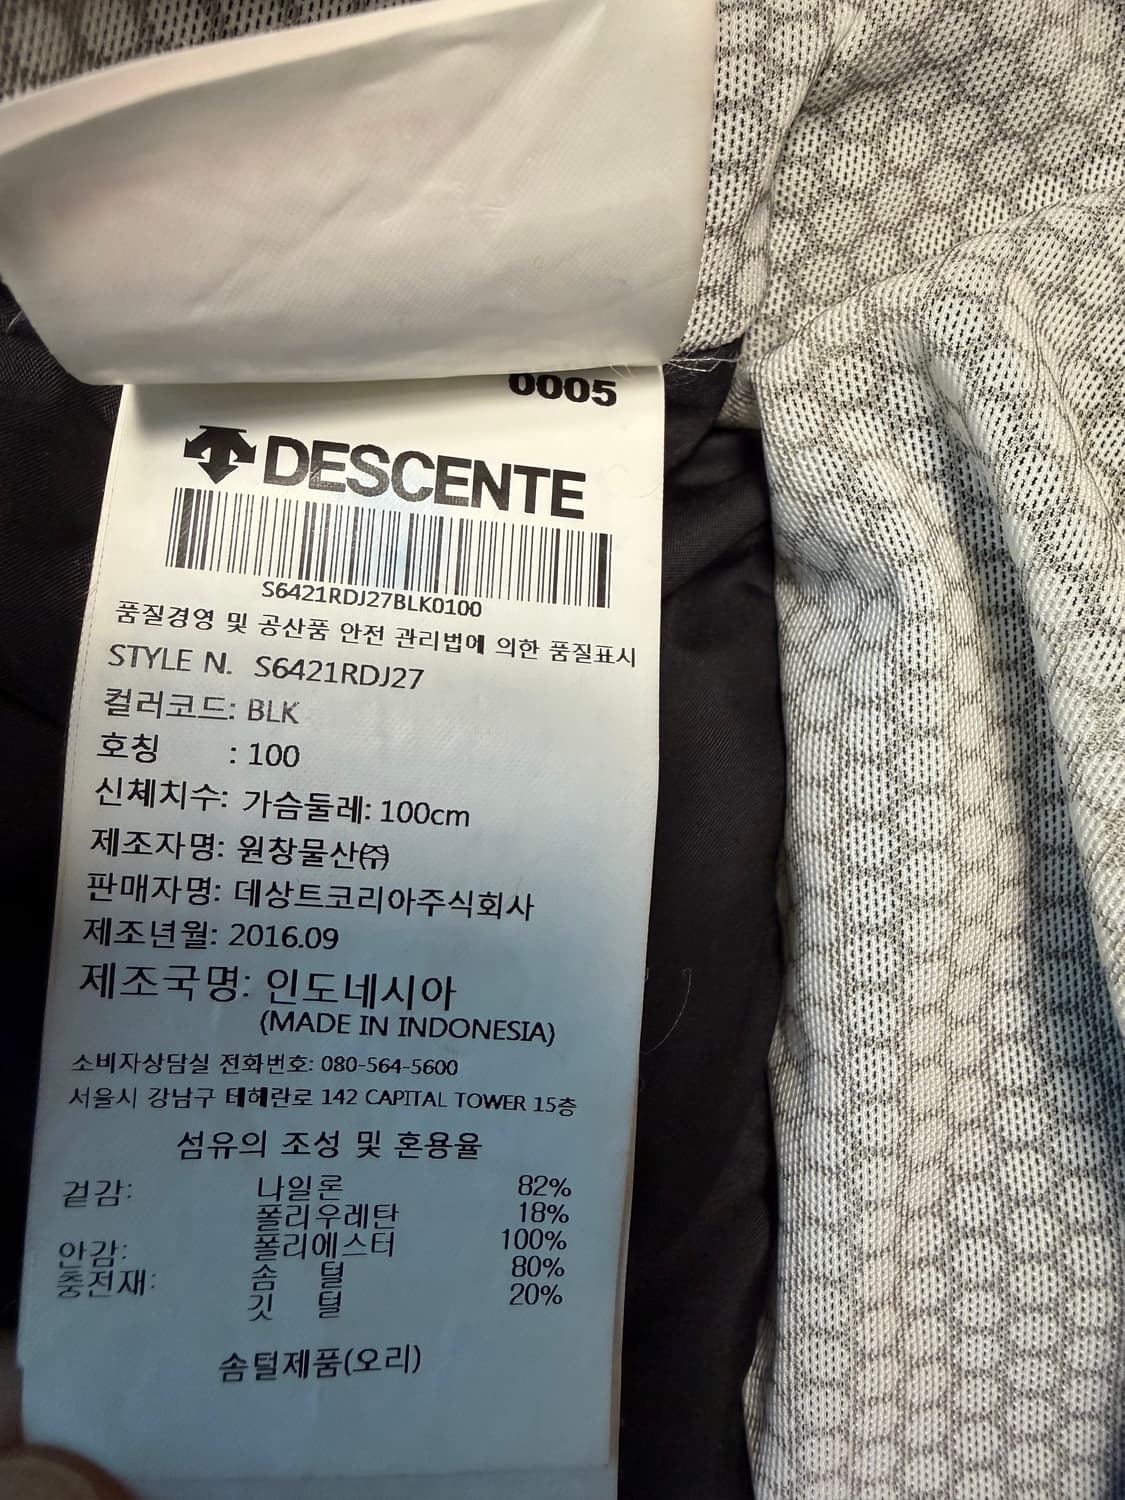 0005
DESCENTE
S6421RDJ27BLK0100
품질경영 및 공산품 안전 관리법에 의한 품질표시
STYLE N. S6421RDJ27
컬러코드: BLK
호칭 : 100
신체치수: 가슴둘레: 100cm
제조자명: 원창물산㈜
판매자명: 데상트코리아주식회사
제조년월: 2016.09
제조국명: 인도네시아
(MADE IN INDONESIA)
소비자상담실 전화번호: 080-564-5600
서울시 강남구 테헤란로 142 CAPITAL TOWER 15층
섬유의 조성 및 혼용율
겉감: 나일론 82%
폴리우레탄 18%
안감: 폴리에스터 100%
충전재: 솜 털 80%
깃 털 20%
솜털제품(오리)